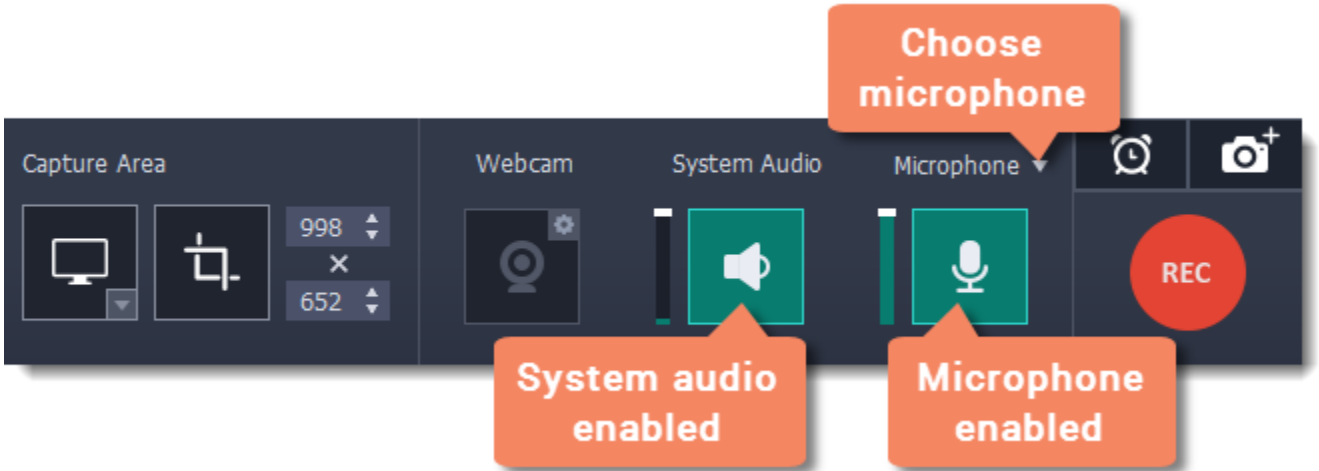 Choose
microphone
Capture Area
Webcam
System Audio
Microphone
998
×
652
REC
System audio
enabled
Microphone
enabled